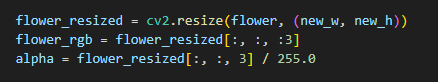 flower_resized = cv2.resize(flower, (new_w, new_h))
flower_rgb = flower_resized[:, :, :3]
alpha = flower_resized[:, :, 3] / 255.0